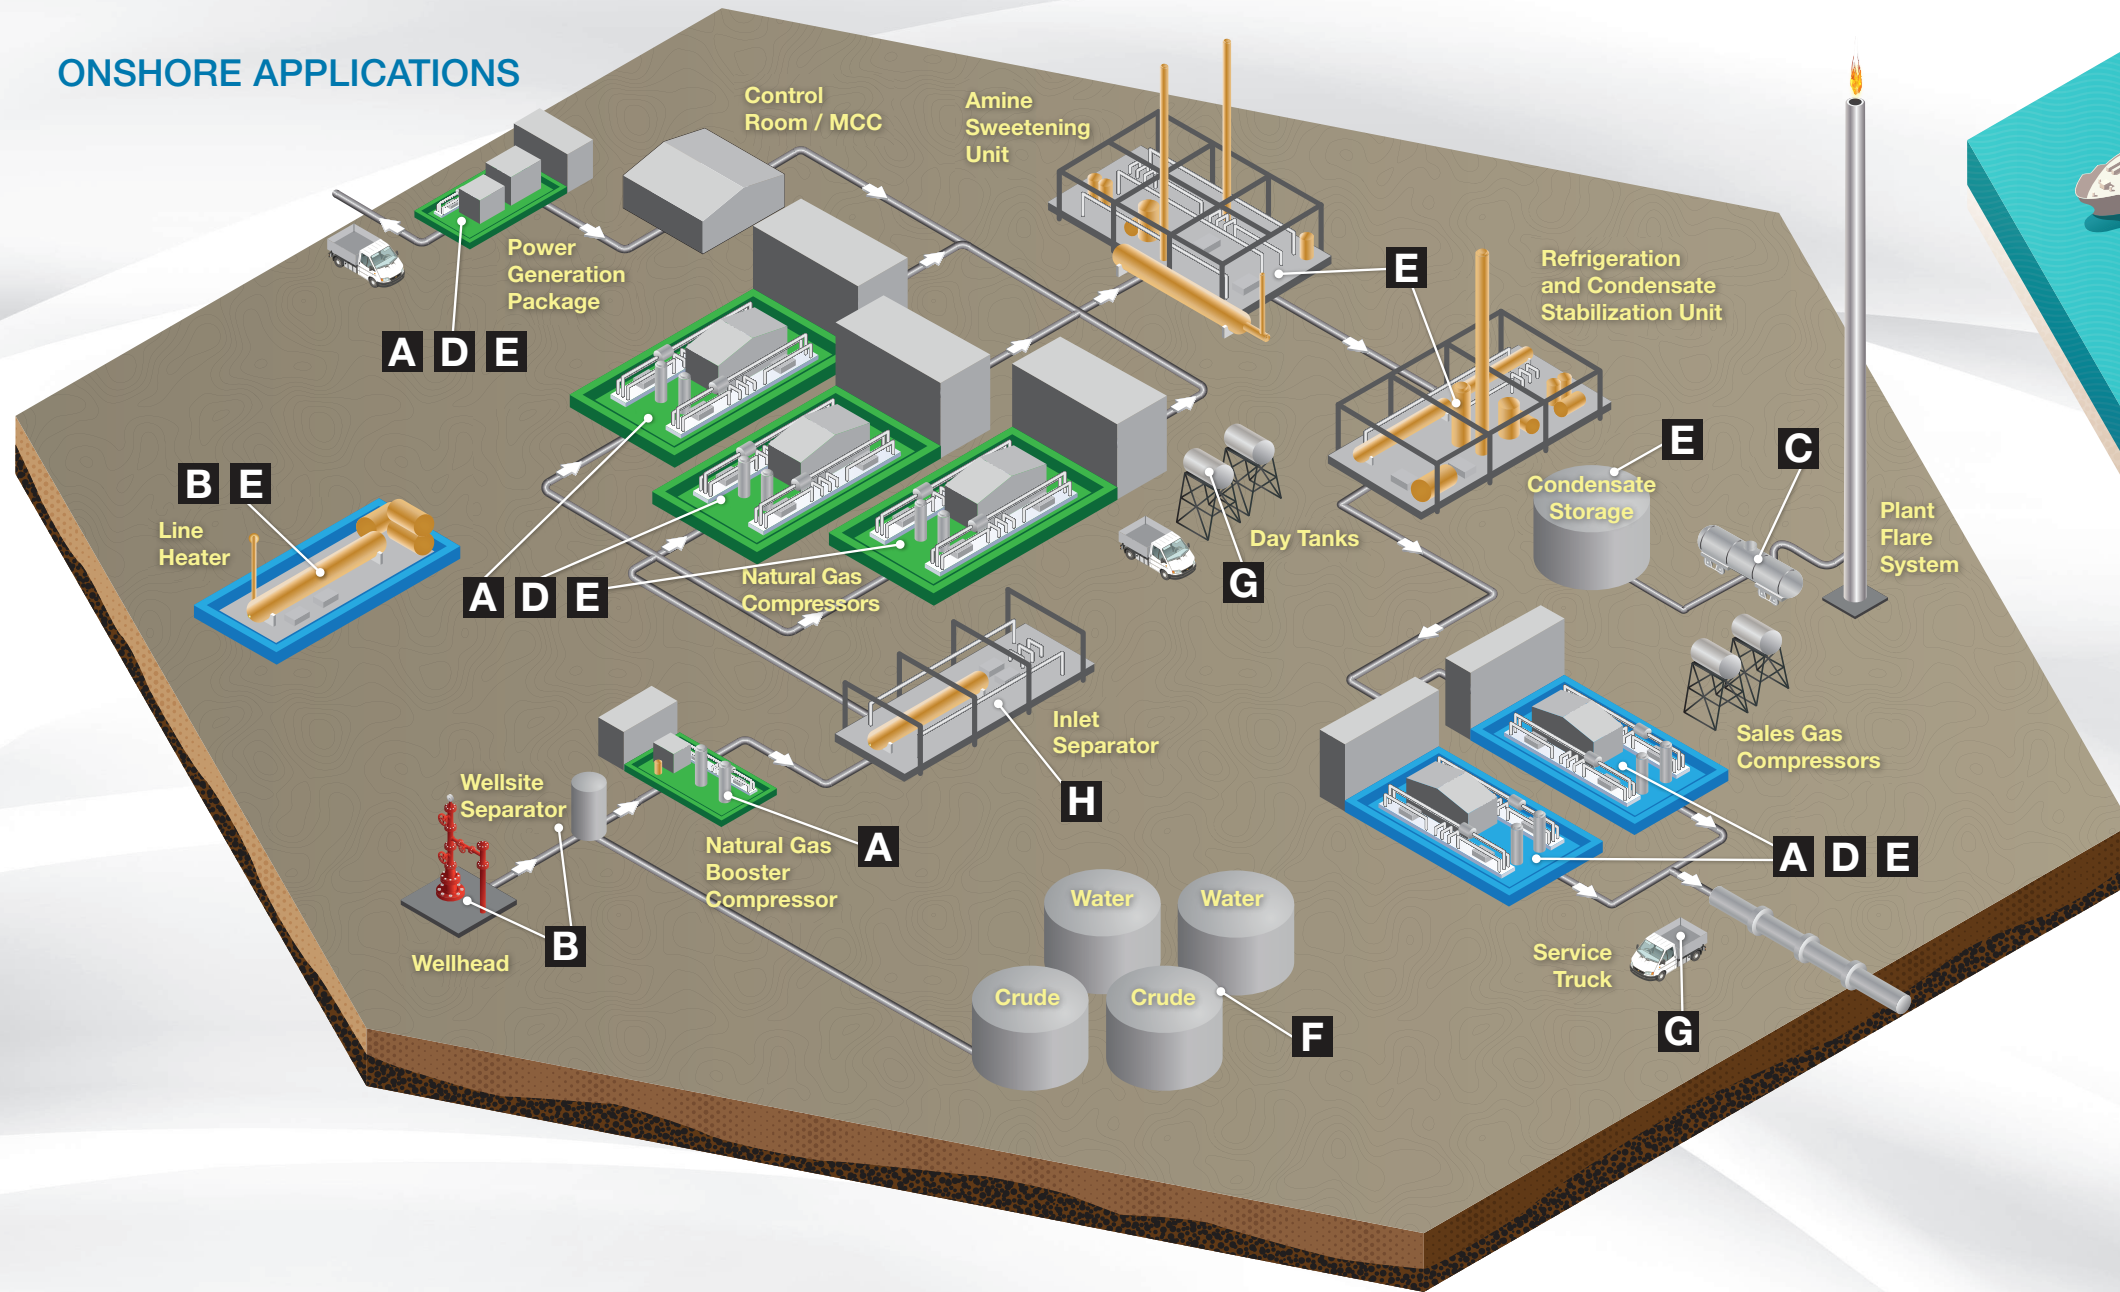 ONSHORE APPLICATIONS
Control
Room / MCC
Amine
Sweetening
Unit
Power
Generation
Package
A D E
E
Refrigeration
and Condensate
Stabilization Unit
B E
Line
Heater
E
Condensate
Storage
C
Plant
Flare
System
Day Tanks
G
A D E
Natural Gas
Compressors
Inlet
Separator
H
Sales Gas
Compressors
Wellsite
Separator
Natural Gas
Booster
Compressor
A
A D E
Wellhead
B
Water
Water
Crude
Crude
F
Service
Truck
G